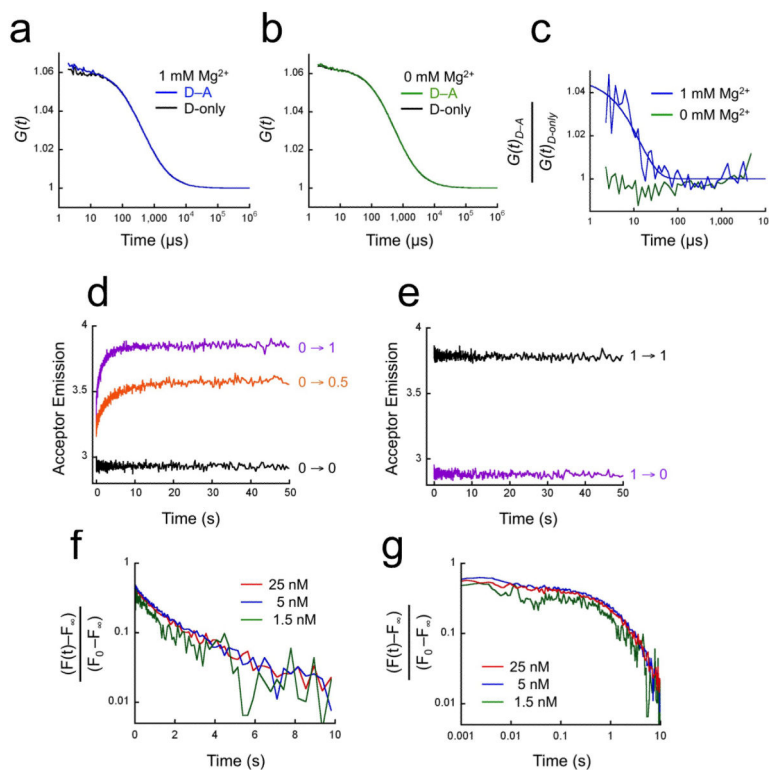 a
G(t)
1.06
1.04
1.02
1
1 mM Mg²⁺
D–A
D-only
1 10 100 1,000 10⁴ 10⁵ 10⁶
Time (µs)
b
G(t)
1.06
1.04
1.02
1
0 mM Mg²⁺
D–A
D-only
1 10 100 1,000 10⁴ 10⁵ 10⁶
Time (µs)
c
G(t)D–A
G(t)D-only
1.04
1.02
1
1 mM Mg²⁺
0 mM Mg²⁺
1 10 100 1,000 10
Time (µs)
d
Acceptor Emission
4
3.5
3
0 → 1
0 → 0.5
0 → 0
0 10 20 30 40 50
Time (s)
e
Acceptor Emission
4
3.5
3
1 → 1
1 → 0
0 10 20 30 40 50
Time (s)
f
(F(t)–F∞)
(F₀–F∞)
1
0.1
0.01
25 nM
5 nM
1.5 nM
0 2 4 6 8 10
Time (s)
g
(F(t)–F∞)
(F₀–F∞)
1
0.1
0.01
25 nM
5 nM
1.5 nM
0.001 0.01 0.1 1 10
Time (s)